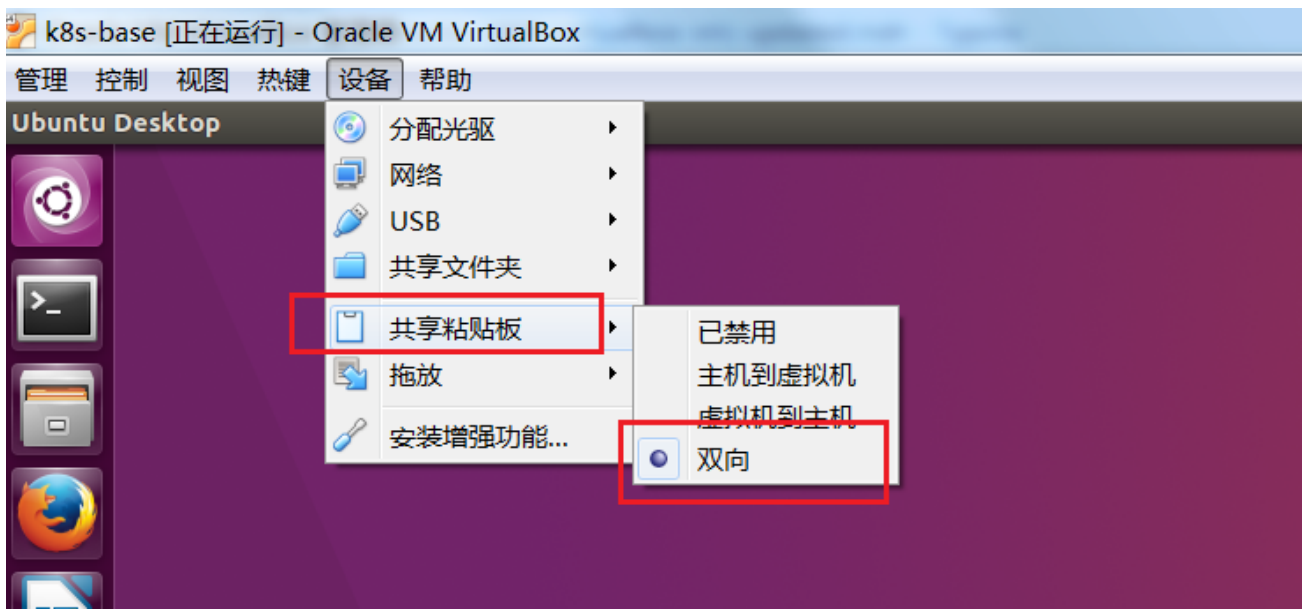 k8s-base [正在运行] - Oracle VM VirtualBox
管理 控制 视图 热键 设备 帮助
Ubuntu Desktop
分配光驱
网络
USB
共享文件夹
共享粘贴板
拖放
安装增强功能...
已禁用
主机到虚拟机
虚拟机到主机
双向